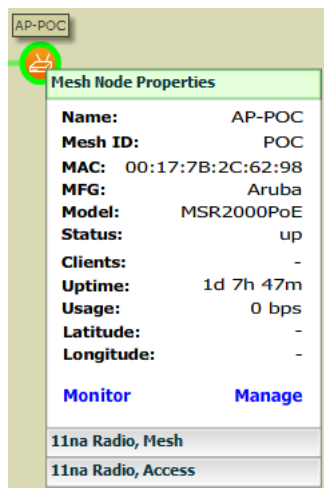 AP-POC
Mesh Node Properties
Name: AP-POC
Mesh ID: POC
MAC: 00:17:7B:2C:62:98
MFG: Aruba
Model: MSR2000PoE
Status: up
Clients: -
Uptime: 1d 7h 47m
Usage: 0 bps
Latitude: -
Longitude: -
Monitor Manage
11na Radio, Mesh
11na Radio, Access